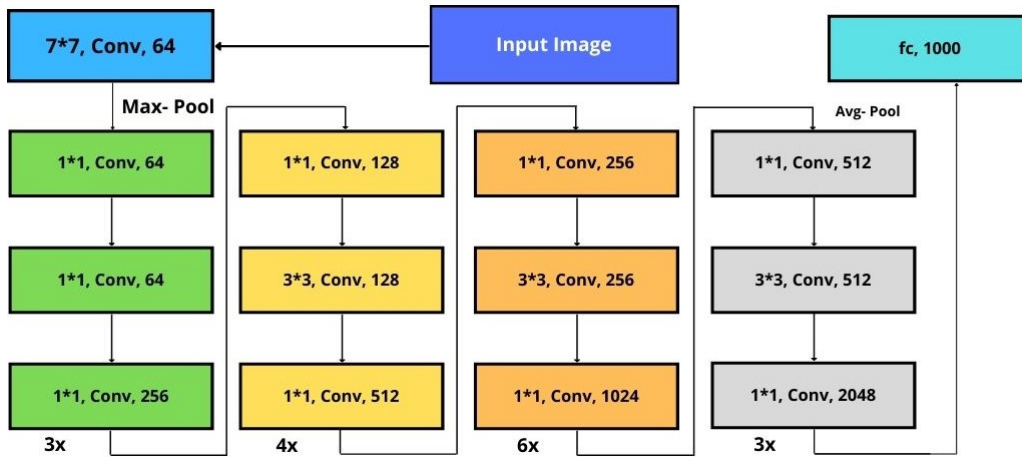 7*7, Conv, 64
Input Image
fc, 1000
Max- Pool
Avg- Pool
1*1, Conv, 64
1*1, Conv, 128
1*1, Conv, 256
1*1, Conv, 512
1*1, Conv, 64
3*3, Conv, 128
3*3, Conv, 256
3*3, Conv, 512
1*1, Conv, 256
1*1, Conv, 512
1*1, Conv, 1024
1*1, Conv, 2048
3x
4x
6x
3x